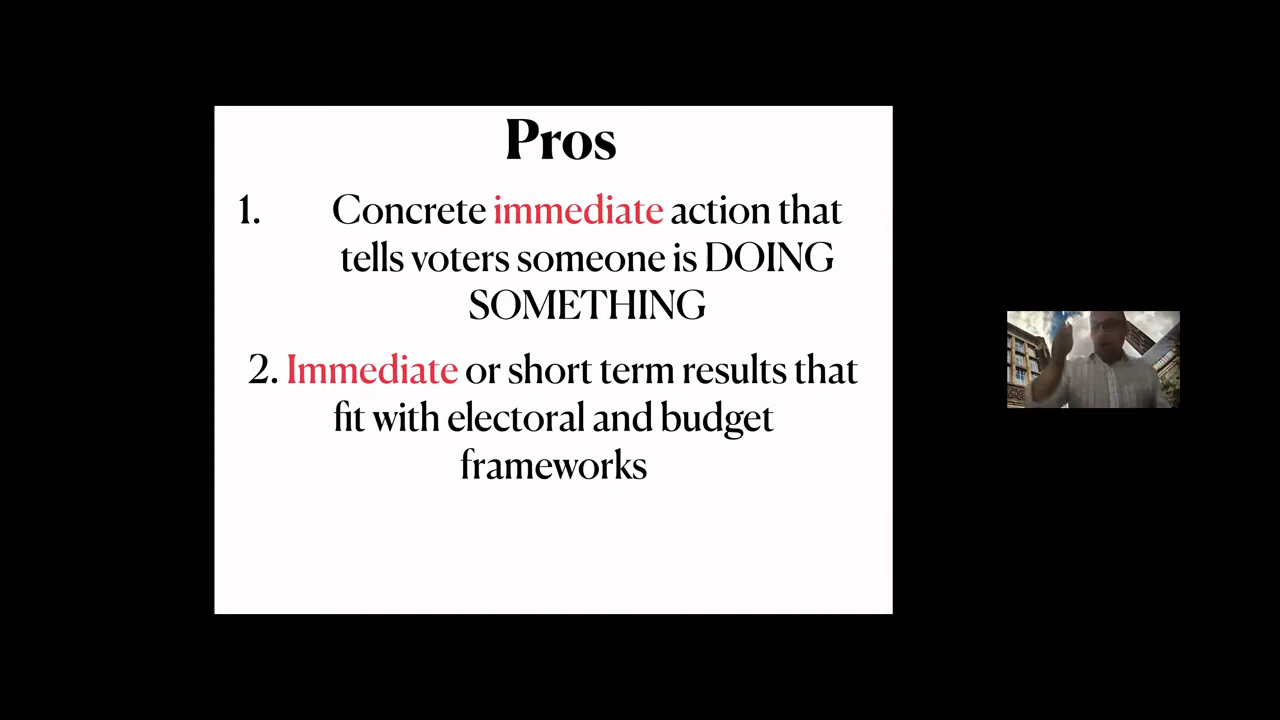 Pros
1. Concrete immediate action that
tells voters someone is DOING
SOMETHING
2. Immediate or short term results that
fit with electoral and budget
frameworks